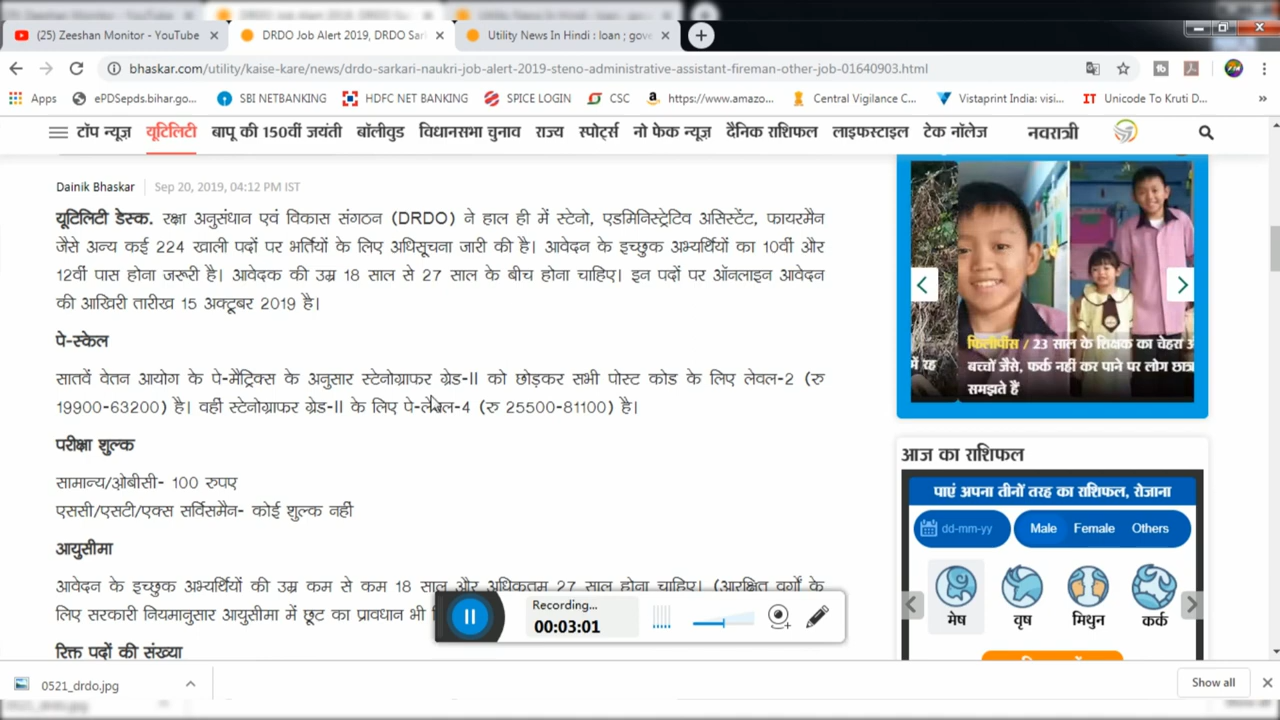 (25) Zeeshan Monitor - YouTube
DRDO Job Alert 2019, DRDO Sar
Utility News In Hindi : loan ; gove
bhaskar.com/utility/kaise-kare/news/drdo-sarkari-naukri-job-alert-2019-steno-administrative-assistant-fireman-other-job-01640903.html
Apps ePDSepds.bihar.go... SBI NETBANKING HDFC NET BANKING SPICE LOGIN CSC https://www.amazo... Central Vigilance C... Vistaprint India: visi... IT Unicode To Kruti D... »
टॉप न्यूज़ यूटिलिटी बापू की 150वीं जयंती बॉलीवुड विधानसभा चुनाव राज्य स्पोर्ट्स नो फेक न्यूज़ दैनिक राशिफल लाइफस्टाइल टेक नॉलेज नवरात्री
Dainik Bhaskar Sep 20, 2019, 04:12 PM IST
यूटिलिटी डेस्क. रक्षा अनुसंधान एवं विकास संगठन (DRDO) ने हाल ही में स्टेनो, एडमिनिस्ट्रेटिव असिस्टेंट, फायरमैन
जैसे अन्य कई 224 खाली पदों पर भर्तियों के लिए अधिसूचना जारी की है। आवेदन के इच्छुक अभ्यर्थियों का 10वीं और
12वीं पास होना जरूरी है। आवेदक की उम्र 18 साल से 27 साल के बीच होना चाहिए। इन पदों पर ऑनलाइन आवेदन
की आखिरी तारीख 15 अक्टूबर 2019 है।
पे-स्केल
सातवें वेतन आयोग के पे-मेंट्रिक्स के अनुसार स्टेनोग्राफर ग्रेड-II को छोड़कर सभी पोस्ट कोड के लिए लेवल-2 (रु
19900-63200) है। वहीं स्टेनोग्राफर ग्रेड-II के लिए पे-लेवल-4 (रु 25500-81100) है।
परीक्षा शुल्क
सामान्य/ओबीसी- 100 रुपए
एससी/एसटी/एक्स सर्विसमैन- कोई शुल्क नहीं
आयुसीमा
आवेदन के इच्छुक अभ्यर्थियों की उम्र कम से कम 18 साल और अधिकतम 27 साल होना चाहिए। (आरक्षित वर्गों के
लिए सरकारी नियमानुसार आयुसीमा में छूट का प्रावधान भी
रिक्त पदों की संख्या
में रह
फिलीपींस / 23 साल के शिक्षक का चेहरा
बच्चों जैसे, फर्क नहीं कर पाने पर लोग छात्र
समझते हैं
आज का राशिफल
पाएं अपना तीनों तरह का राशिफल, रोजाना
dd-mm-yy Male Female Others
मेष वृष मिथुन कर्क
Recording...
00:03:01
0521_drdo.jpg
Show all